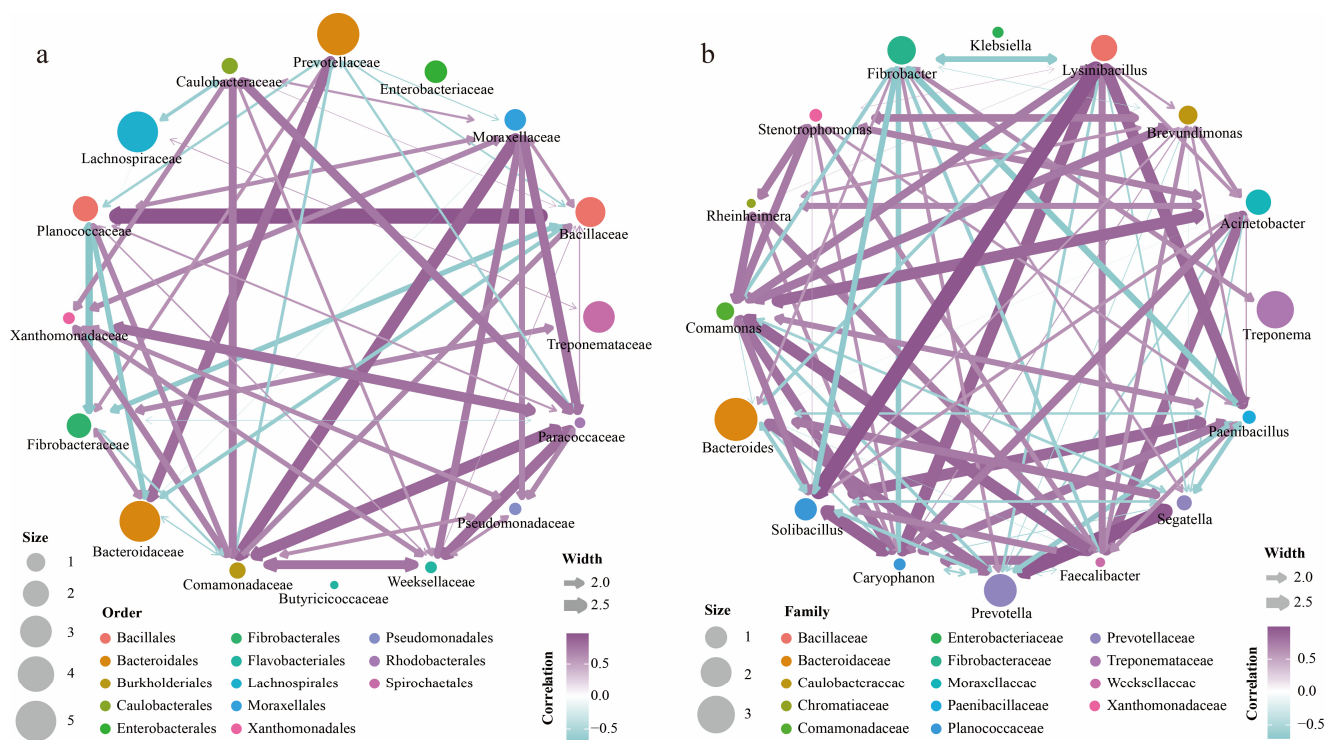 a
Prevotellaceae
Caulobacteraceae
Enterobacteriaceae
Moraxellaceae
Lachnospiraceae
Planococcaceae
Bacillaceae
Xanthomonadaceae
Treponemataceae
Fibrobacteraceae
Paracoccaceae
Pseudomonadaceae
Bacteroidaceae
Comamonadaceae
Weeksellaceae
Butyricicoccaceae
Size
1
2
3
4
5
Order
Bacillales
Bacteroidales
Burkholderiales
Caulobacterales
Enterobacterales
Fibrobacterales
Flavobacteriales
Lachnospirales
Moraxellales
Xanthomonadales
Pseudomonadales
Rhodobacterales
Spirochaetales
Width
2.0
2.5
Correlation
0.5
0.0
−0.5
b
Klebsiella
Fibrobacter
Lysinibacillus
Stenotrophomonas
Brevundimonas
Rheinheimera
Acinetobacter
Comamonas
Treponema
Bacteroides
Paenibacillus
Solibacillus
Segatella
Caryophanon
Faecalibacter
Prevotella
Size
1
2
3
Family
Bacillaceae
Bacteroidaceae
Caulobctcraccac
Chromatiaceae
Comamonadaceae
Enterobacteriaceae
Fibrobacteraceae
Moraxcllaccac
Paenibacillaceae
Planococcaceae
Prevotellaceae
Treponemataceae
Wccksсllaccac
Xanthomonadaceae
Width
2.0
2.5
Correlation
0.5
0.0
−0.5